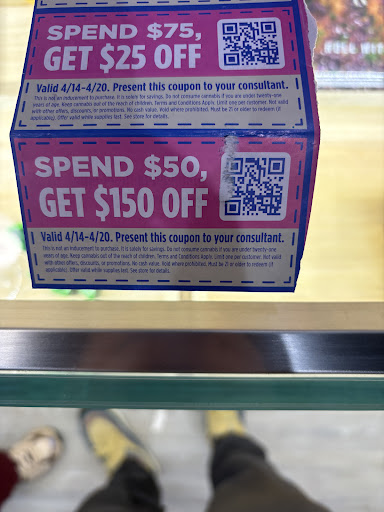 SPEND $75,
GET $25 OFF
Valid 4/14-4/20. Present this coupon to your consultant.
This is not an inducement to purchase. It is solely for savings. Do not consume cannabis if you are under twenty-one
years of age. Keep cannabis out of the reach of children. Terms and Conditions Apply. Limit one per customer. Not valid
with other offers, discounts, or promotions. No cash value. Void where prohibited. Must be 21 or older to redeem (if
applicable). Offer valid while supplies last. See store for details.
SPEND $50,
GET $150 OFF
Valid 4/14-4/20. Present this coupon to your consultant.
This is not an inducement to purchase. It is solely for savings. Do not consume cannabis if you are under twenty-one
years of age. Keep cannabis out of the reach of children. Terms and Conditions Apply. Limit one per customer. Not valid
with other offers, discounts, or promotions. No cash value. Void where prohibited. Must be 21 or older to redeem (if
applicable). Offer valid while supplies last. See store for details.